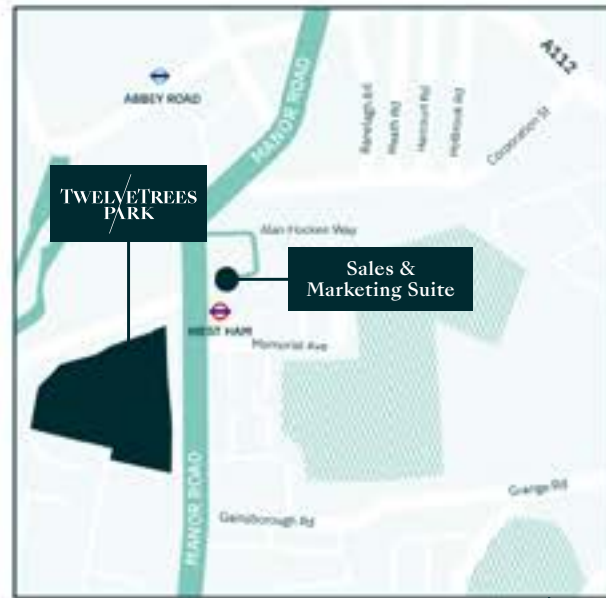 A112
ABBEY ROAD
MANOR ROAD
Ranelagh Rd
Meath Rd
Harcourt Rd
Holbrook Rd
Corporation St
TWELVETREES
PARK
Alan Hocken Way
Sales &
Marketing Suite
WEST HAM
Memorial Ave
MANOR ROAD
Gainsborough Rd
Grange Rd